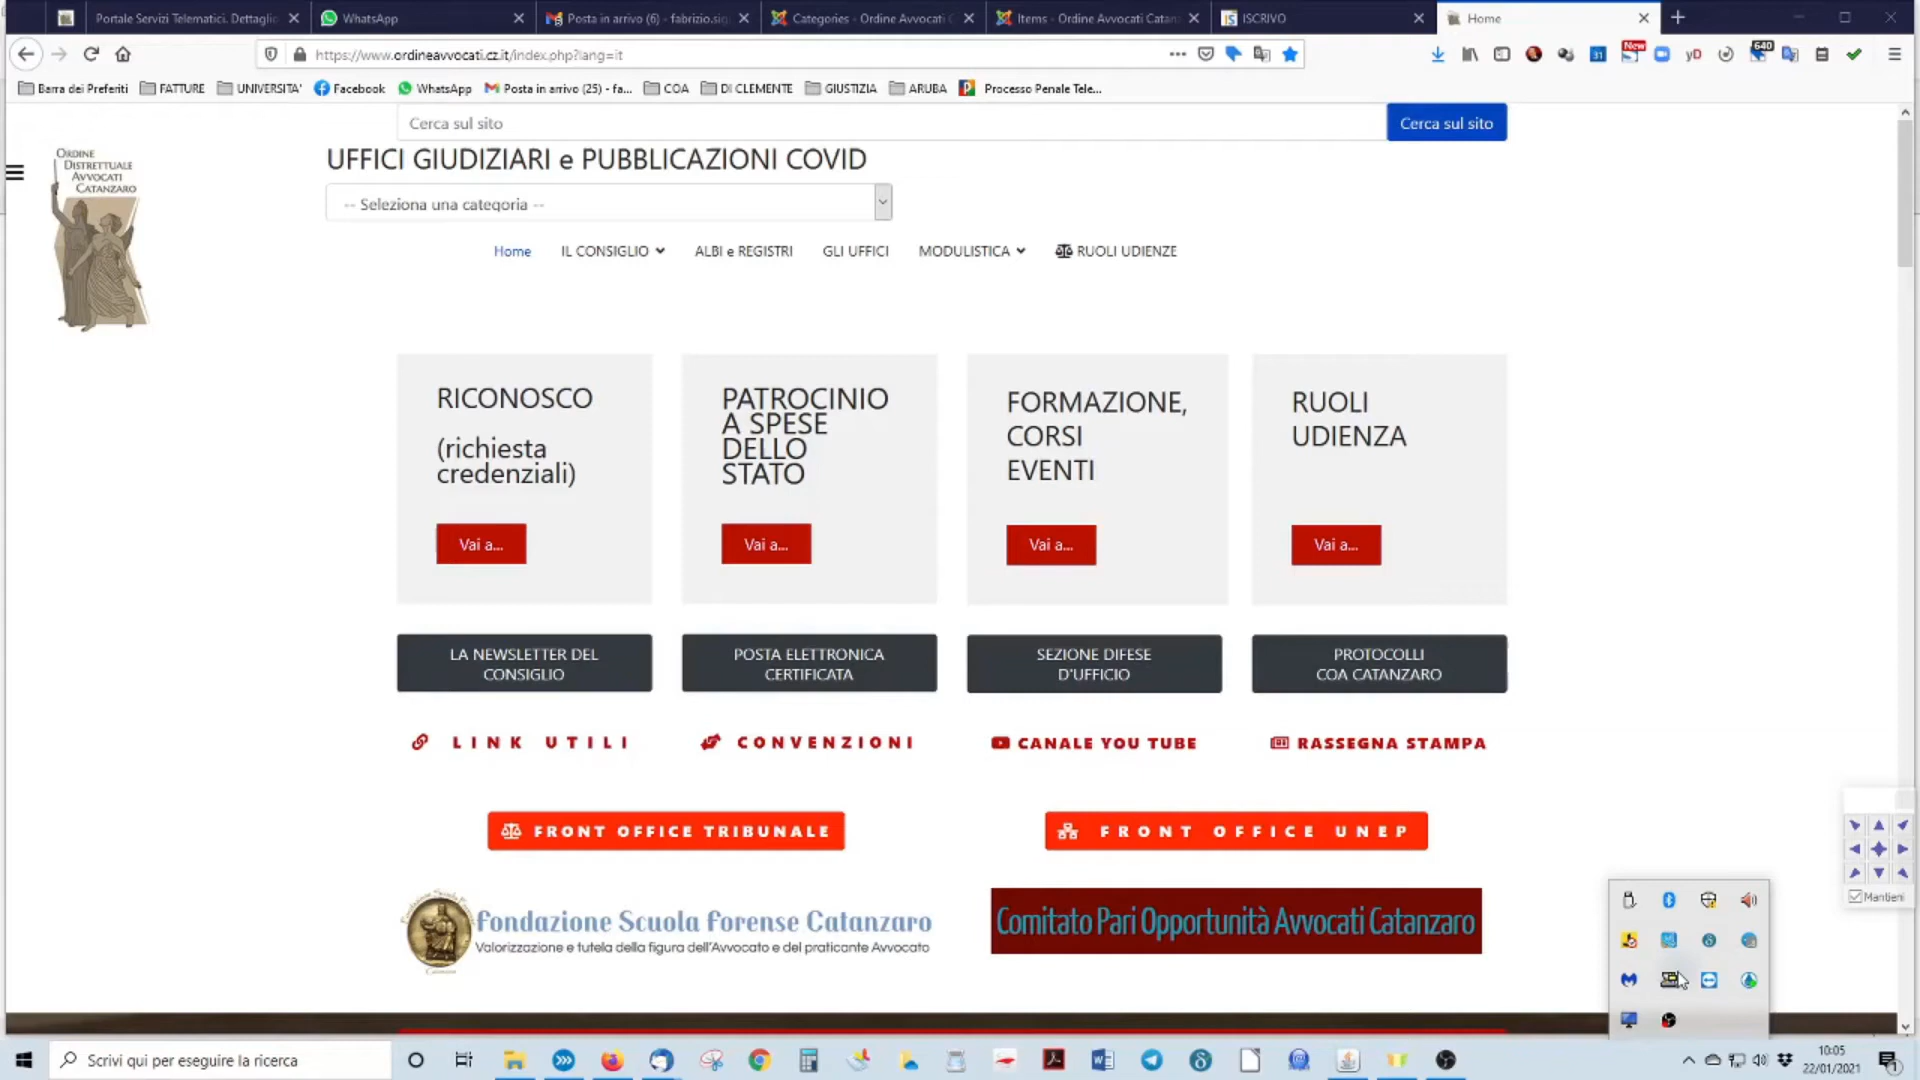 Portale Servizi Telematici. Dettaglio
WhatsApp
Posta in arrivo (6) - fabrizio.sig
Categories - Ordine Avvocati C
Items - Ordine Avvocati Catan
ISCRIVO
Home
https://www.ordineavvocati.cz.it/index.php?lang=it
Barra dei Preferiti
FATTURE
UNIVERSITA'
Facebook
WhatsApp
Posta in arrivo (25) - fa...
COA
DI CLEMENTE
GIUSTIZIA
ARUBA
Processo Penale Tele...
31
New
yD
640
Cerca sul sito
Cerca sul sito
ORDINE
DISTRETTUALE
AVVOCATI
CATANZARO
UFFICI GIUDIZIARI e PUBBLICAZIONI COVID
-- Seleziona una categoria --
Home
IL CONSIGLIO
ALBI e REGISTRI
GLI UFFICI
MODULISTICA
RUOLI UDIENZE
RICONOSCO
(richiesta
credenziali)
Vai a...
PATROCINIO
A SPESE
DELLO
STATO
Vai a...
FORMAZIONE,
CORSI
EVENTI
Vai a...
RUOLI
UDIENZA
Vai a...
LA NEWSLETTER DEL
CONSIGLIO
POSTA ELETTRONICA
CERTIFICATA
SEZIONE DIFESE
D'UFFICIO
PROTOCOLLI
COA CATANZARO
LINK UTILI
CONVENZIONI
CANALE YOU TUBE
RASSEGNA STAMPA
FRONT OFFICE TRIBUNALE
FRONT OFFICE UNEP
Fondazione Scuola Forense Catanzaro
Valorizzazione e tutela della figura dell'Avvocato e del praticante Avvocato
Comitato Pari Opportunità Avvocati Catanzaro
Mantieni
Scrivi qui per eseguire la ricerca
10:05
22/01/2021